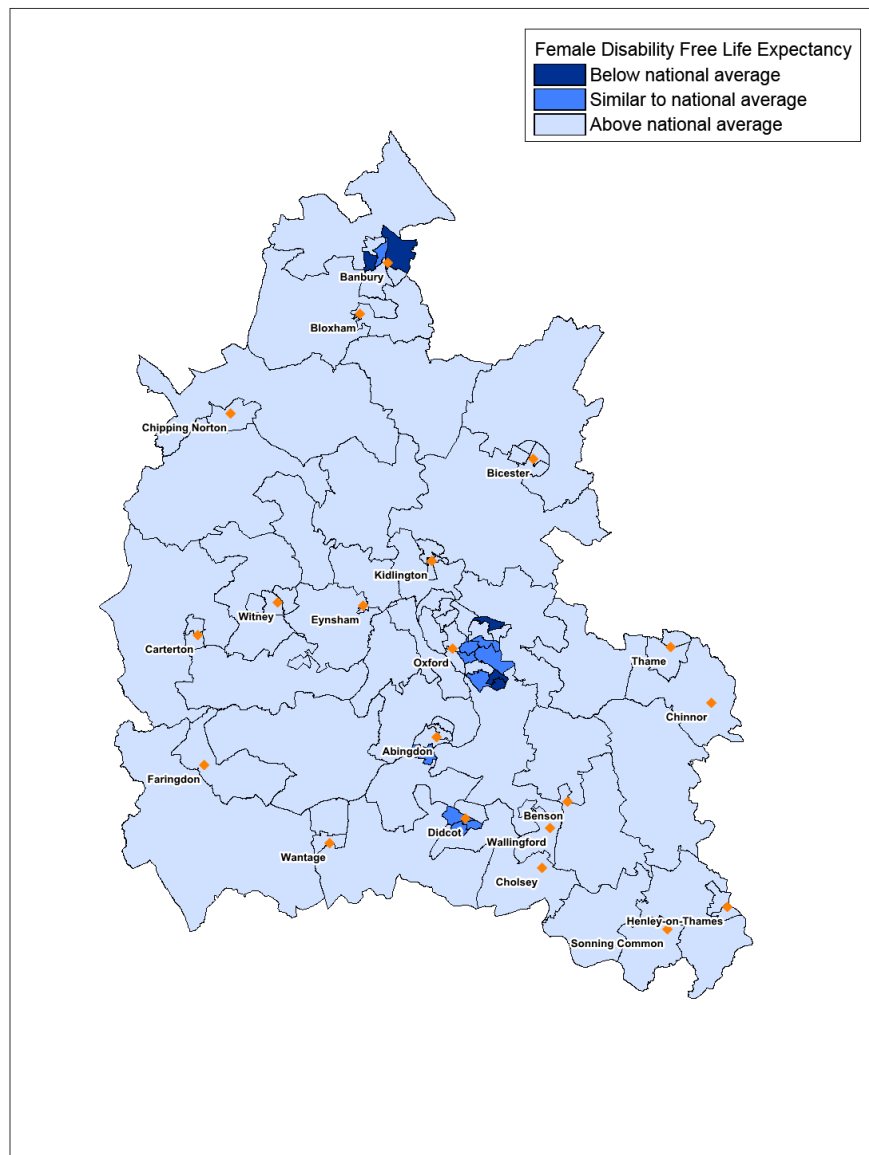 Female Disability Free Life Expectancy
Below national average
Similar to national average
Above national average
Banbury
Bloxham
Chipping Norton
Bicester
Kidlington
Witney
Eynsham
Carterton
Oxford
Thame
Chinnor
Abingdon
Faringdon
Benson
Didcot
Wallingford
Wantage
Cholsey
Henley-on-Thames
Sonning Common